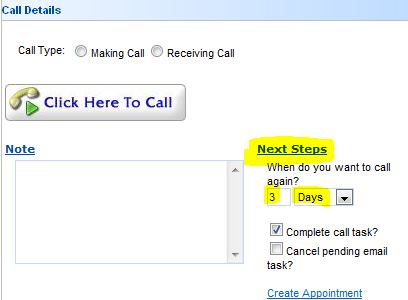 Call Details
Call Type: Making Call Receiving Call
Click Here To Call
Note
Next Steps
When do you want to call
again?
3 Days
Complete call task?
Cancel pending email
task?
Create Appointment